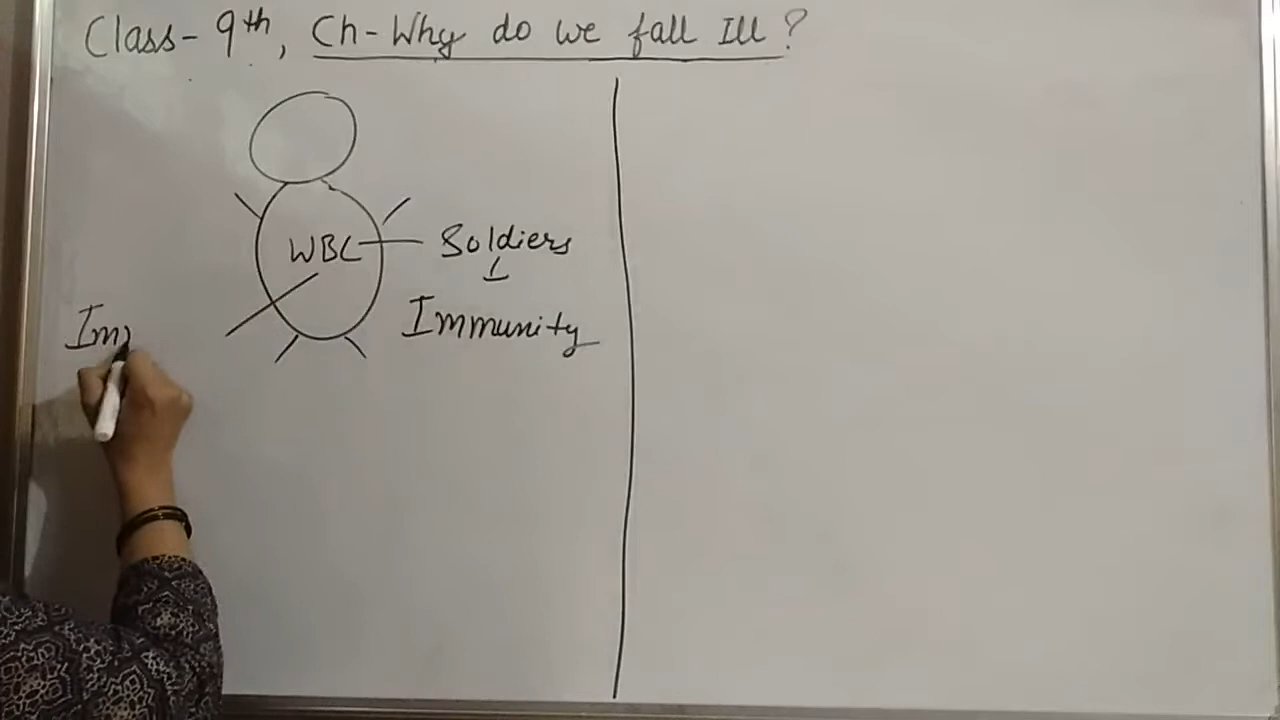 Class- 9th, Ch- Why do we fall Ill ?
WBC
Soldiers
Immunity
Im